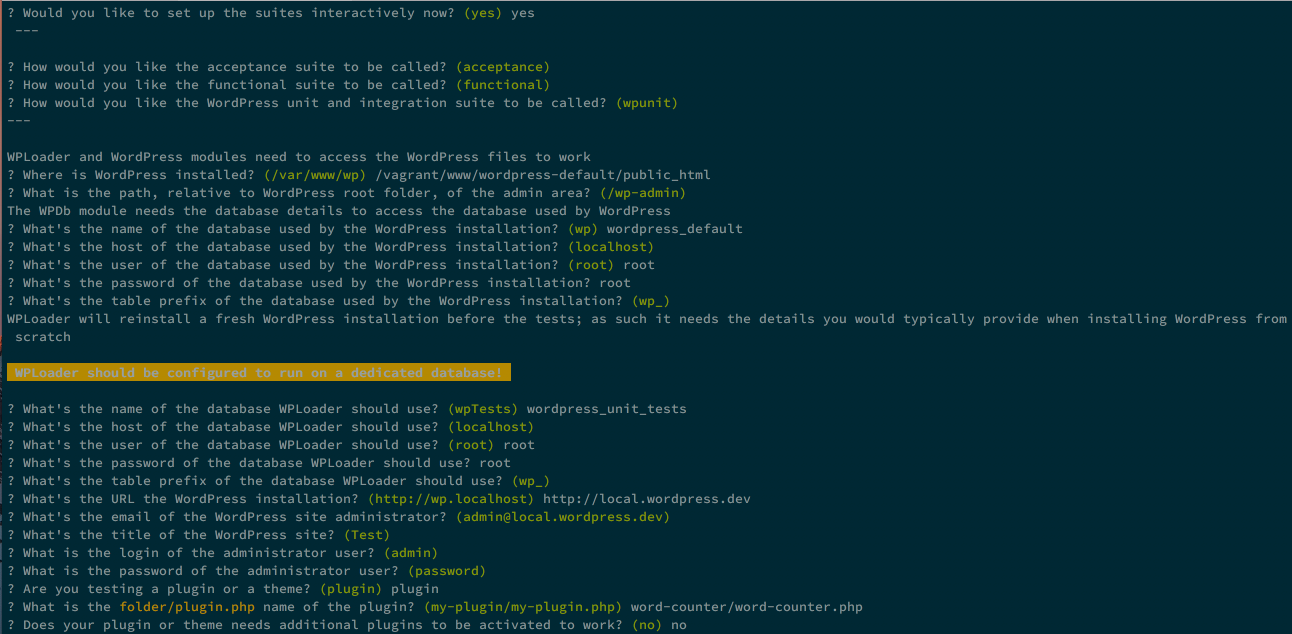 ? Would you like to set up the suites interactively now? (yes) yes
---
? How would you like the acceptance suite to be called? (acceptance)
? How would you like the functional suite to be called? (functional)
? How would you like the WordPress unit and integration suite to be called? (wpunit)
---
WPLoader and WordPress modules need to access the WordPress files to work
? Where is WordPress installed? (/var/www/wp) /vagrant/www/wordpress-default/public_html
? What is the path, relative to WordPress root folder, of the admin area? (/wp-admin)
The WPDb module needs the database details to access the database used by WordPress
? What's the name of the database used by the WordPress installation? (wp) wordpress_default
? What's the host of the database used by the WordPress installation? (localhost)
? What's the user of the database used by the WordPress installation? (root) root
? What's the password of the database used by the WordPress installation? root
? What's the table prefix of the database used by the WordPress installation? (wp_)
WPLoader will reinstall a fresh WordPress installation before the tests; as such it needs the details you would typically provide when installing WordPress from
scratch
WPLoader should be configured to run on a dedicated database!
? What's the name of the database WPLoader should use? (wpTests) wordpress_unit_tests
? What's the host of the database WPLoader should use? (localhost)
? What's the user of the database WPLoader should use? (root) root
? What's the password of the database WPLoader should use? root
? What's the table prefix of the database WPLoader should use? (wp_)
? What's the URL the WordPress installation? (http://wp.localhost) http://local.wordpress.dev
? What's the email of the WordPress site administrator? (admin@local.wordpress.dev)
? What's the title of the WordPress site? (Test)
? What is the login of the administrator user? (admin)
? What is the password of the administrator user? (password)
? Are you testing a plugin or a theme? (plugin) plugin
? What is the folder/plugin.php name of the plugin? (my-plugin/my-plugin.php) word-counter/word-counter.php
? Does your plugin or theme needs additional plugins to be activated to work? (no) no